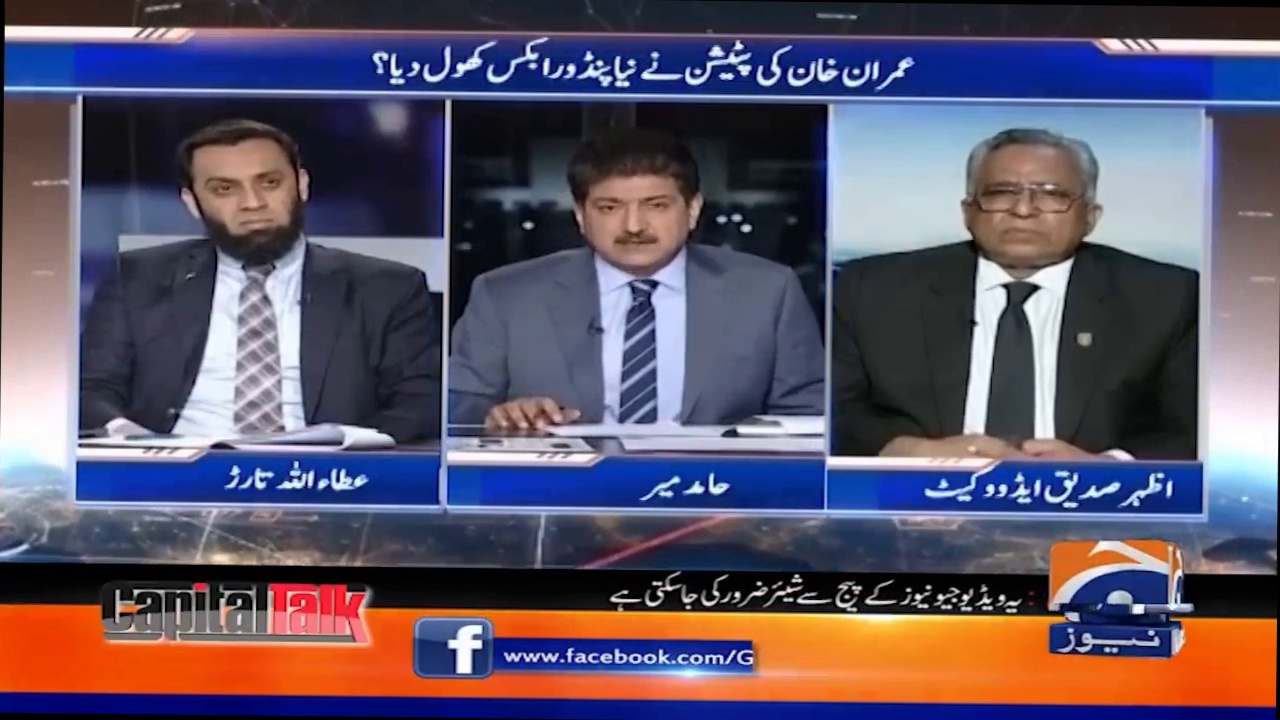 عمران خان کی پٹیشن نے نیا پنڈورا بکس کھول دیا؟
عطاء اللہ تارڑ
حامد میر
اظہر صدیق ایڈووکیٹ
: یہ ویڈیو جیو نیوز کے پیج سے شیئر ضرور کی جاسکتی ہے
Capital Talk
f
www.facebook.com/G
جیو
نیوز